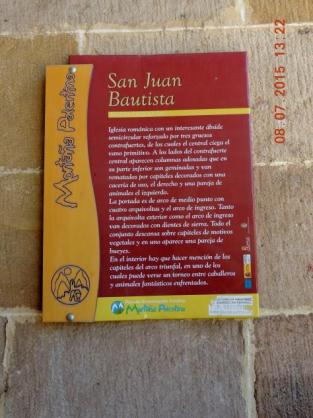 08.07.2015 13:22
Montaña Palentina
San Juan
Bautista
Iglesia románica con un interesante ábside
semicircular reforzado por tres gruesos
contrafuertes, de los cuales el central ciega el
vano primitivo. A los lados del contrafuerte
central aparecen columnas adosadas que en
su parte inferior son geminadas y van
rematadas por capiteles decorados con una
cacería de oso, el derecho y una pareja de
animales el izquierdo.
La portada es de arco de medio punto con
cuatro arquivoltas y el arco de ingreso. Tanto
la arquivolta exterior como el arco de ingreso
van decorados con dientes de sierra. Todo el
conjunto descansa sobre capiteles de motivos
vegetales y en uno aparece una pareja de
bueyes.
En el interior hay que hacer mención de los
capiteles del arco triunfal, en uno de los
cuales puede verse un torneo entre caballeros
y animales fantásticos enfrentados.
Montaña Palentina